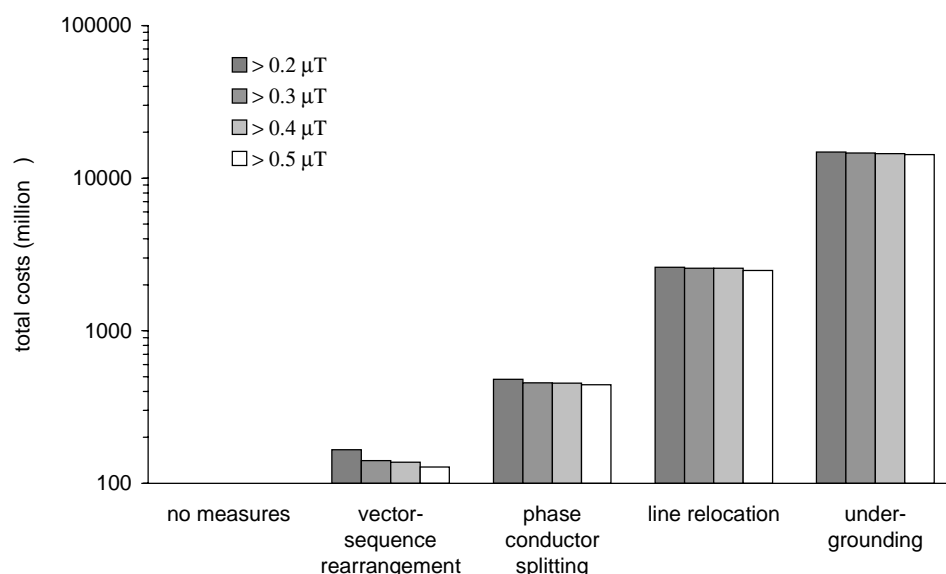 100000
> 0.2 μT
> 0.3 μT
> 0.4 μT
> 0.5 μT
10000
1000
100
total costs (million )
no measures
vector-
sequence
rearrangement
phase
conductor
splitting
line relocation
under-
grounding